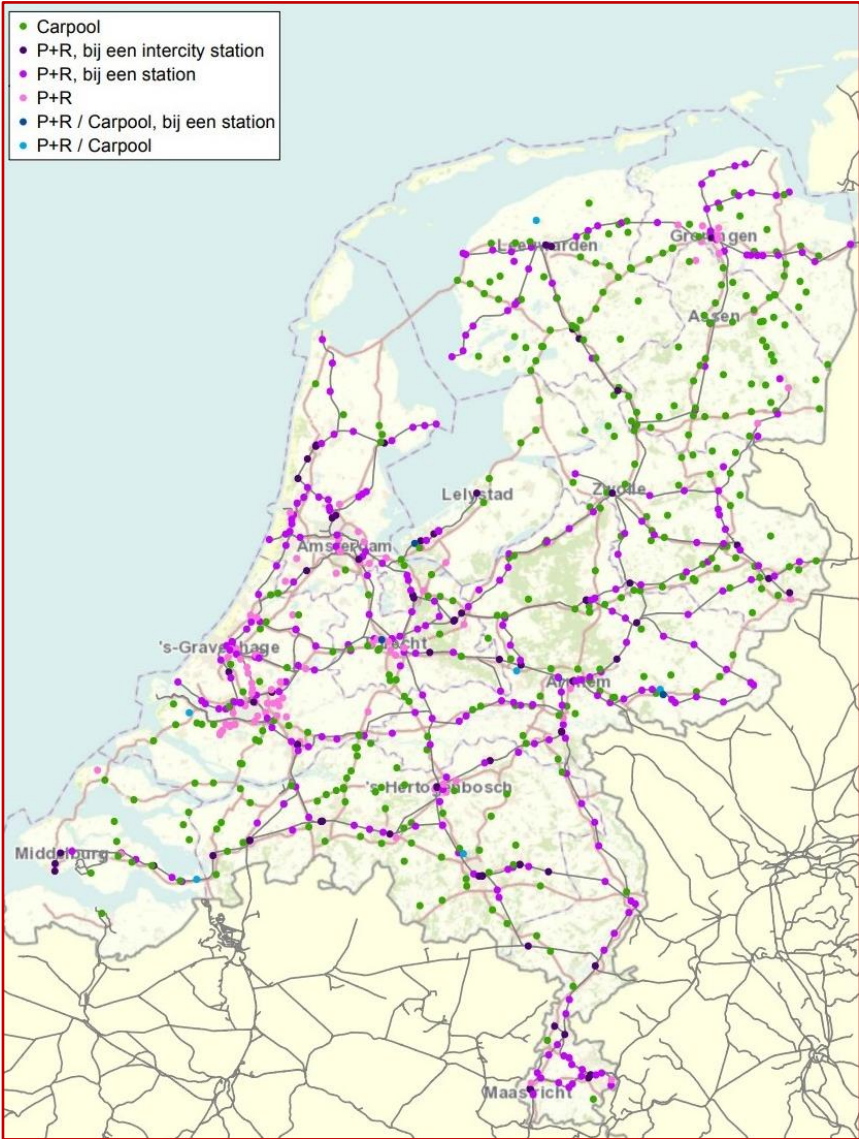 Carpool
P+R, bij een intercity station
P+R, bij een station
P+R
P+R / Carpool, bij een station
P+R / Carpool
Leeuwarden
Groningen
Assen
Lelystad
Zwolle
Amsterdam
's-Gravenhage
Utrecht
Arnhem
's Hertogenbosch
Middelburg
Maastricht